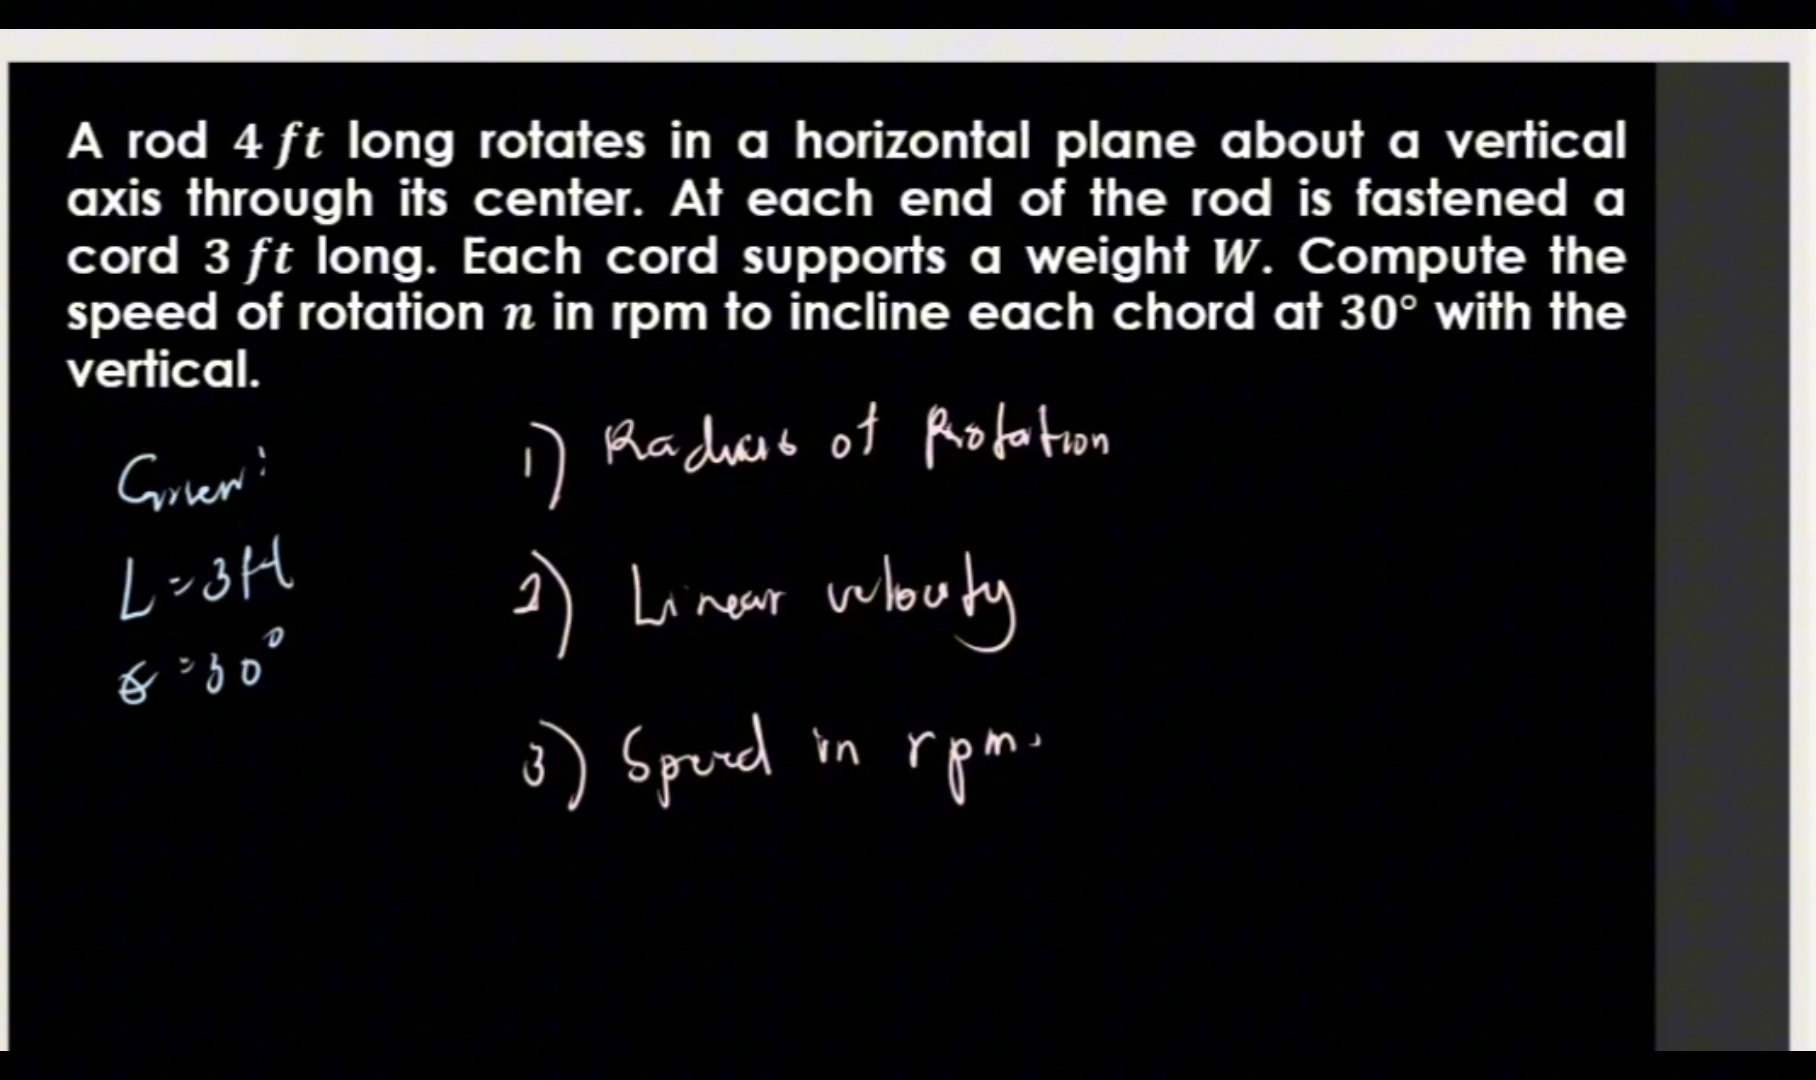 A rod 4 ft long rotates in a horizontal plane about a vertical
axis through its center. At each end of the rod is fastened a
cord 3 ft long. Each cord supports a weight W. Compute the
speed of rotation n in rpm to incline each chord at 30° with the
vertical.
Given:
L = 3ft
θ = 30°
1) Radius of Rotation
2) Linear velocity
3) Speed in rpm.